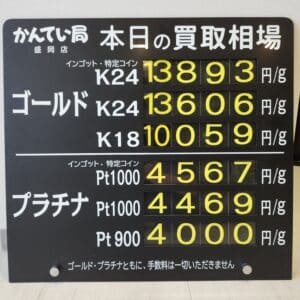 かんてい局
盛岡店
本日の買取相場
インゴット・特定コイン
K24 13893 円/g
ゴールド K24 13606 円/g
K18 10059 円/g
インゴット・特定コイン
Pt1000 4567 円/g
プラチナ Pt1000 4469 円/g
Pt900 4000 円/g
ゴールド・プラチナともに、手数料は一切いただきません